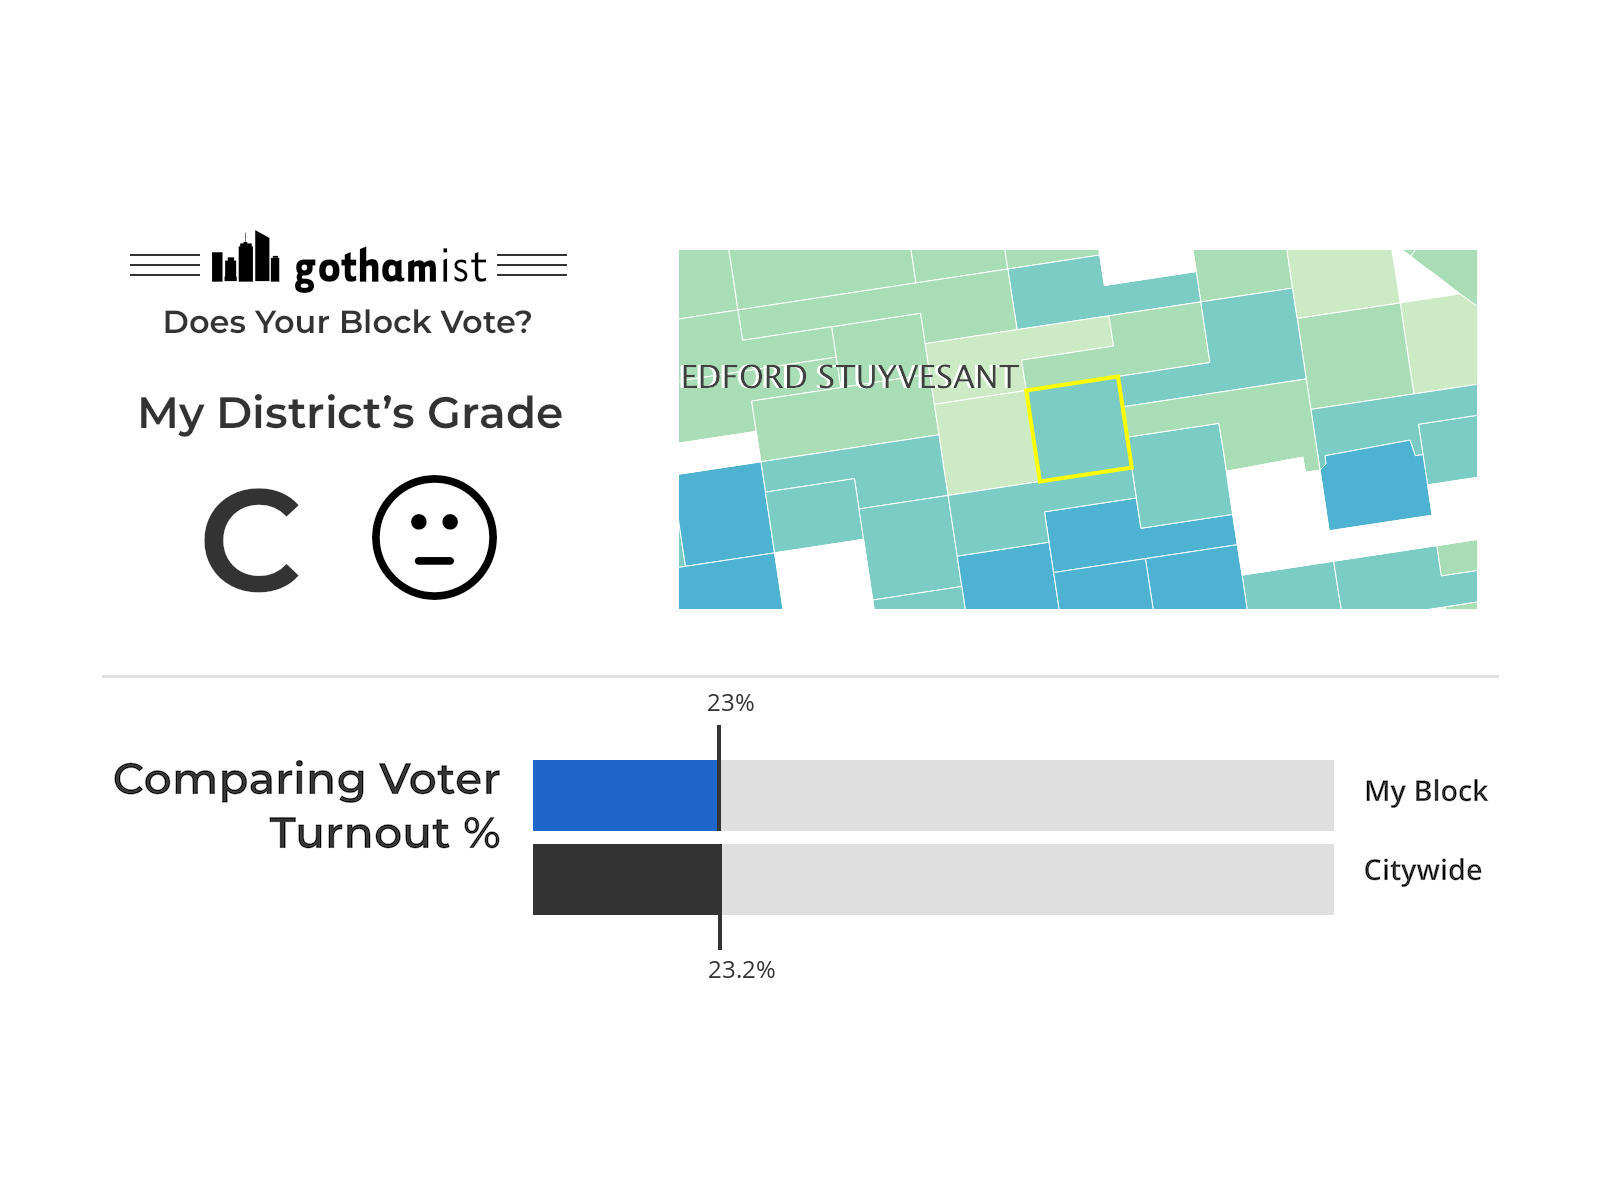 gothamist
Does Your Block Vote?
My District’s Grade
C
EDFORD STUYVESANT
23%
Comparing Voter
Turnout %
My Block
Citywide
23.2%